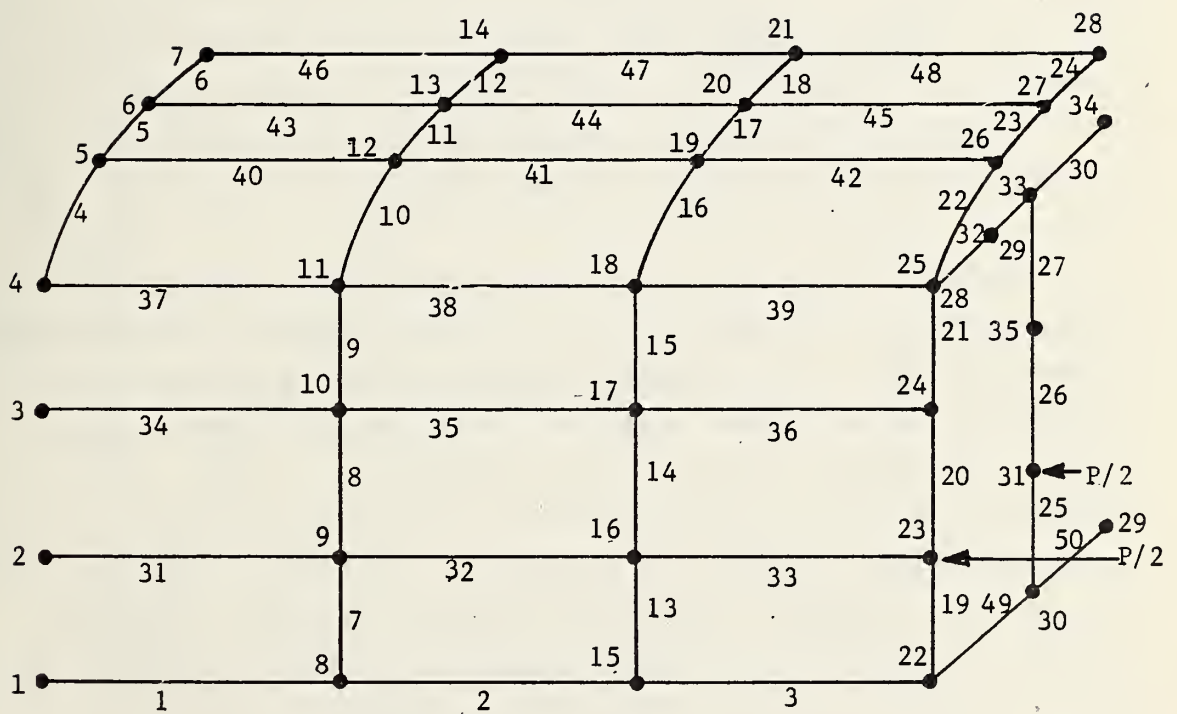 14 21 28
7 6 46 47 48 24
13 12 20 18 27
6 5 43 11 44 17 45 23 34
5 12 19 26
40 41 42 33 30
4 10 16 22
32 29 27
4 11 18 25
37 38 39 28
9 15 21 35
10 17 24
3 34 35 36 26
8 14 20 31 P/2
25
9 16 23 29
2 31 32 33 50 P/2
7 13 19 49 30
8 15 22
1 1 2 3